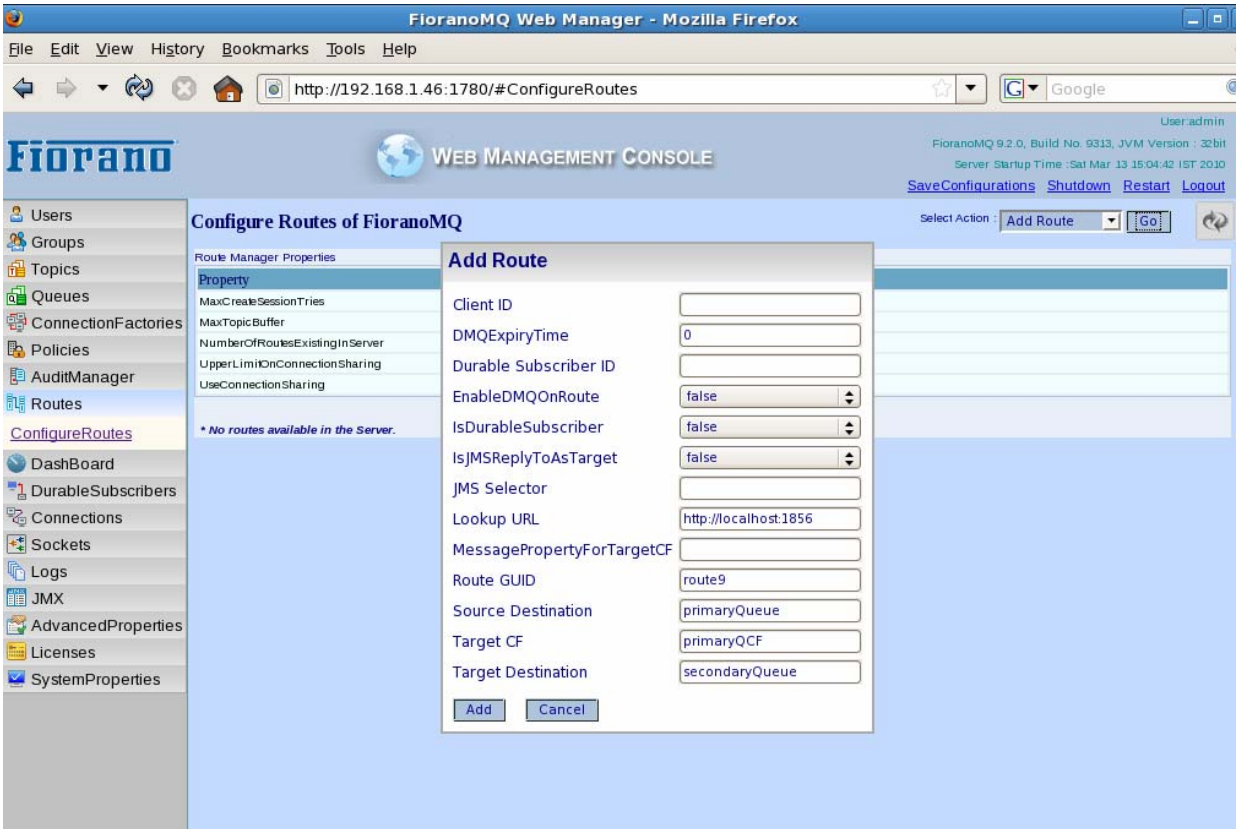 FioranoMQ Web Manager - Mozilla Firefox
File Edit View History Bookmarks Tools Help
http://192.168.1.46:1780/#ConfigureRoutes G Google
User:admin
Fiorano WEB MANAGEMENT CONSOLE FioranoMQ 9.2.0, Build No. 9313, JVM Version : 32bit
Server Startup Time :Sat Mar 13 15:04:42 IST 2010
SaveConfigurations Shutdown Restart Logout
Users
Groups
Topics
Queues
ConnectionFactories
Policies
AuditManager
Routes
ConfigureRoutes
DashBoard
DurableSubscribers
Connections
Sockets
Logs
JMX
AdvancedProperties
Licenses
SystemProperties
Configure Routes of FioranoMQ
Select Action : Add Route Go
Route Manager Properties
Property
MaxCreateSessionTries
MaxTopicBuffer
NumberOfRoutesExistingInServer
UpperLimitOnConnectionSharing
UseConnectionSharing
* No routes available in the Server.
Add Route
Client ID
DMQExpiryTime 0
Durable Subscriber ID
EnableDMQOnRoute false
IsDurableSubscriber false
IsJMSReplyToAsTarget false
JMS Selector
Lookup URL http://localhost:1856
MessagePropertyForTargetCF
Route GUID route9
Source Destination primaryQueue
Target CF primaryQCF
Target Destination secondaryQueue
Add Cancel